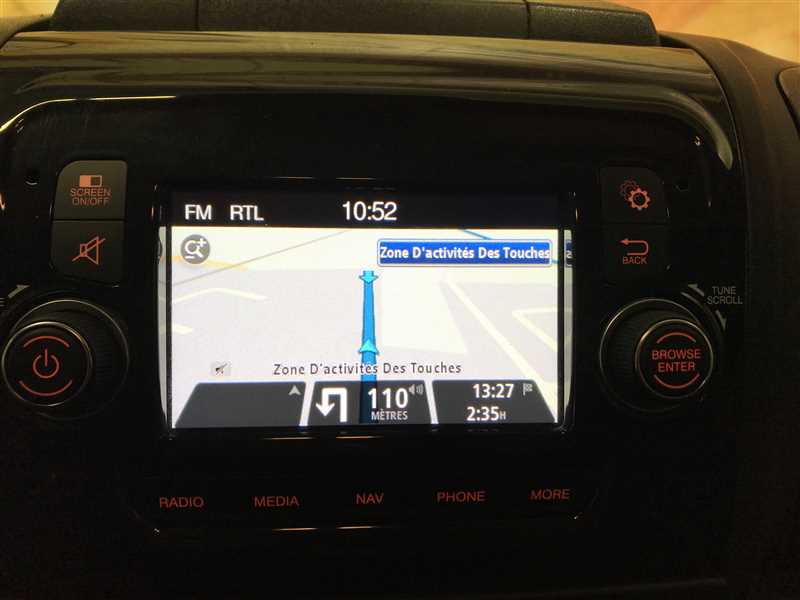 SCREEN
ON/OFF
FM RTL 10:52
BACK
Zone D'activités Des Touches
TUNE
SCROLL
BROWSE
ENTER
Zone D'activités Des Touches
110
MÈTRES
13:27
2:35H
RADIO MEDIA NAV PHONE MORE